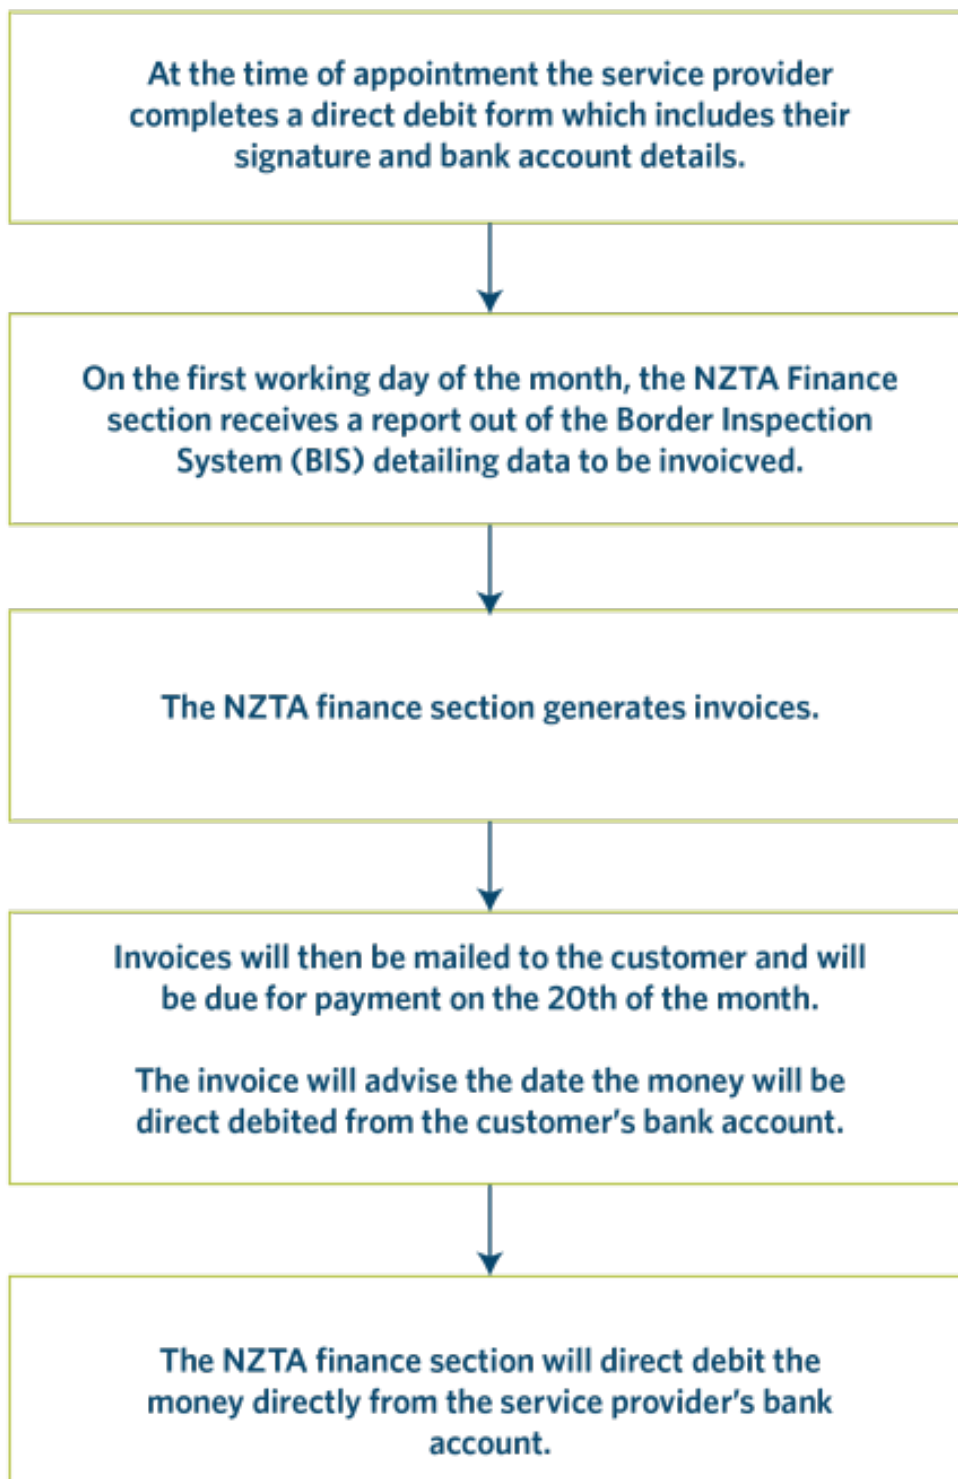 At the time of appointment the service provider
completes a direct debit form which includes their
signature and bank account details.
On the first working day of the month, the NZTA Finance
section receives a report out of the Border Inspection
System (BIS) detailing data to be invoicved.
The NZTA finance section generates invoices.
Invoices will then be mailed to the customer and will
be due for payment on the 20th of the month.
The invoice will advise the date the money will be
direct debited from the customer's bank account.
The NZTA finance section will direct debit the
money directly from the service provider's bank
account.